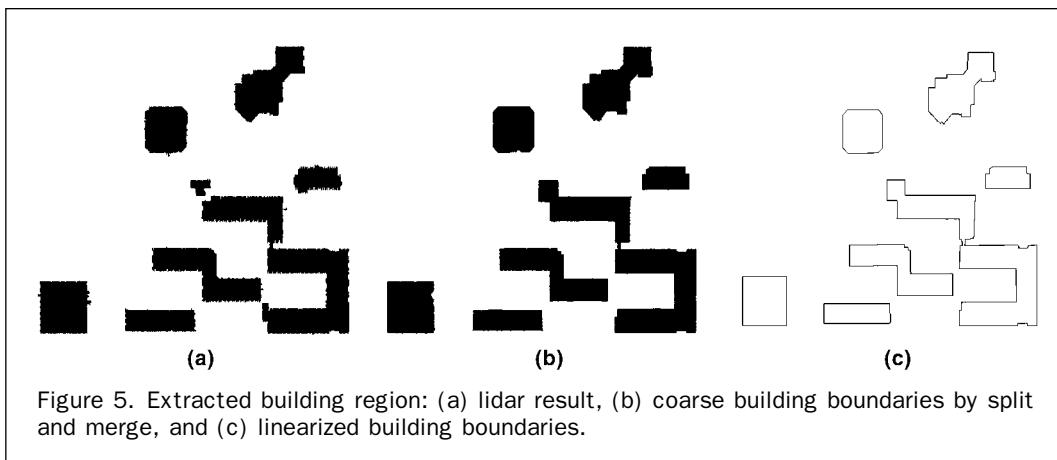 (a)
(b)
(c)
Figure 5. Extracted building region: (a) lidar result, (b) coarse building boundaries by split
and merge, and (c) linearized building boundaries.